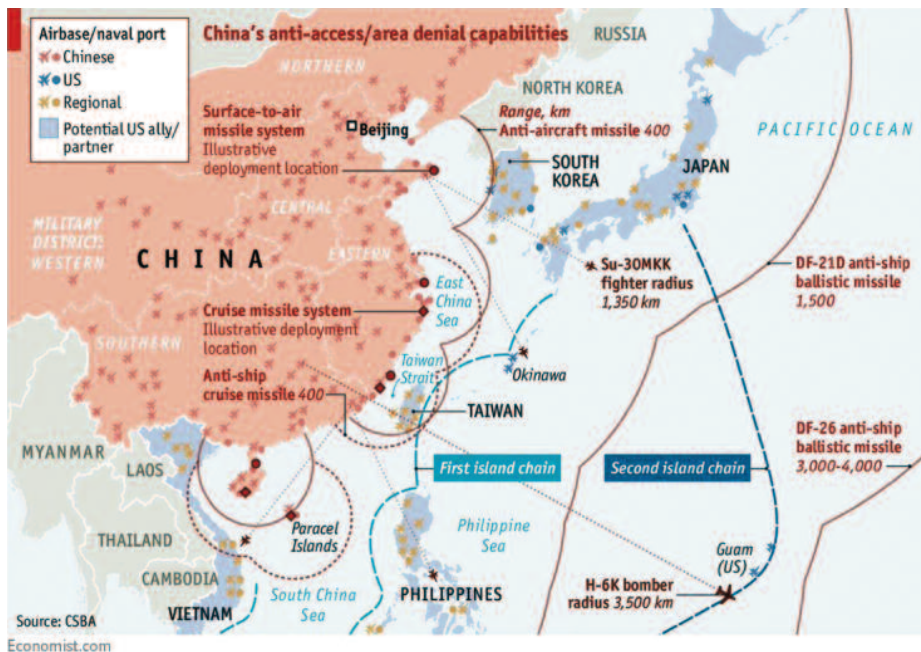 Airbase/naval port
Chinese
US
Regional
Potential US ally/
partner
China's anti-access/area denial capabilities
RUSSIA
NORTHERN
NORTH KOREA
Surface-to-air
missile system
Illustrative
deployment location
Beijing
Range, km
Anti-aircraft missile 400
PACIFIC OCEAN
SOUTH
KOREA
JAPAN
MILITARY
DISTRICT:
WESTERN
CENTRAL
EASTERN
CHINA
East
China
Sea
Su-30MKK
fighter radius
1,350 km
DF-21D anti-ship
ballistic missile
1,500
Cruise missile system
Illustrative deployment
location
SOUTHERN
Taiwan
Strait
Okinawa
Anti-ship
cruise missile 400
TAIWAN
MYANMAR
LAOS
First island chain
Second island chain
DF-26 anti-ship
ballistic missile
3,000-4,000
Paracel
Islands
Philippine
Sea
THAILAND
Guam
(US)
CAMBODIA
H-6K bomber
radius 3,500 km
South China
Sea
PHILIPPINES
VIETNAM
Source: CSBA
Economist.com